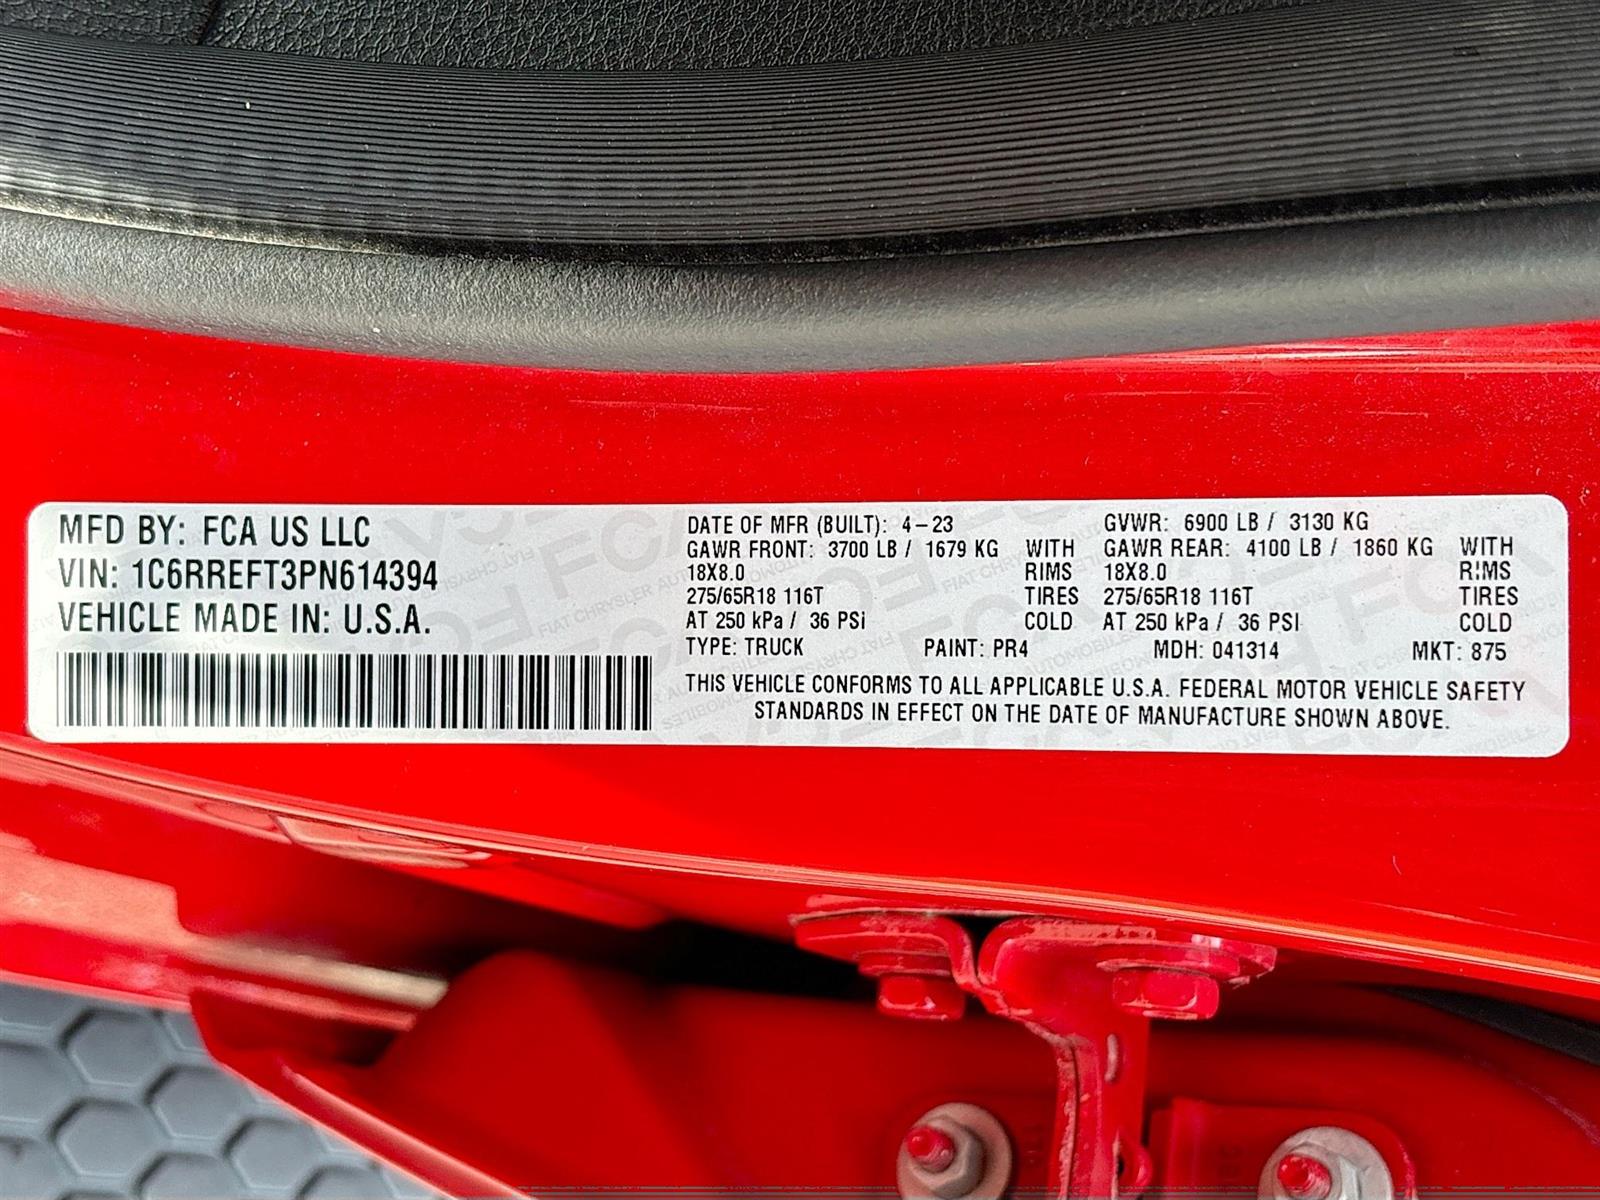 MFD BY: FCA US LLC
VIN: 1C6RREFT3PN614394
VEHICLE MADE IN: U.S.A.
DATE OF MFR (BUILT): 4-23 GVWR: 6900 LB / 3130 KG
GAWR FRONT: 3700 LB / 1679 KG WITH GAWR REAR: 4100 LB / 1860 KG WITH
18X8.0 RIMS 18X8.0 RIMS
275/65R18 116T TIRES 275/65R18 116T TIRES
AT 250 kPa / 36 PSi COLD AT 250 kPa / 36 PSI COLD
TYPE: TRUCK PAINT: PR4 MDH: 041314 MKT: 875
THIS VEHICLE CONFORMS TO ALL APPLICABLE U.S.A. FEDERAL MOTOR VEHICLE SAFETY
STANDARDS IN EFFECT ON THE DATE OF MANUFACTURE SHOWN ABOVE.